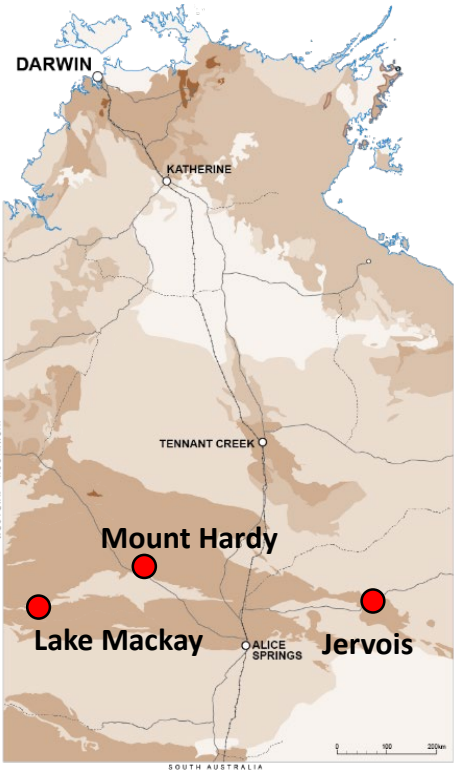 DARWIN
KATHERINE
TENNANT CREEK
Mount Hardy
Lake Mackay
ALICE
SPRINGS
Jervois
0 100 200km
SOUTH AUSTRALIA